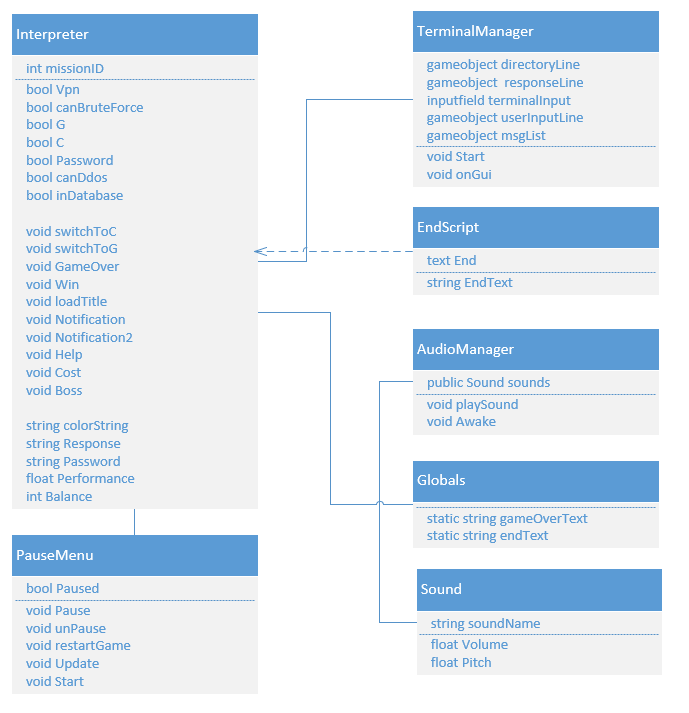 Interpreter
int missionID
bool Vpn
bool canBruteForce
bool G
bool C
bool Password
bool canDdos
bool inDatabase
void switchToC
void switchToG
void GameOver
void Win
void loadTitle
void Notification
void Notification2
void Help
void Cost
void Boss
string colorString
string Response
string Password
float Performance
int Balance
PauseMenu
bool Paused
void Pause
void unPause
void restartGame
void Update
void Start
TerminalManager
gameobject directoryLine
gameobject responseLine
inputfield terminalInput
gameobject userInputLine
gameobject msgList
void Start
void onGui
EndScript
text End
string EndText
AudioManager
public Sound sounds
void playSound
void Awake
Globals
static string gameOverText
static string endText
Sound
string soundName
float Volume
float Pitch